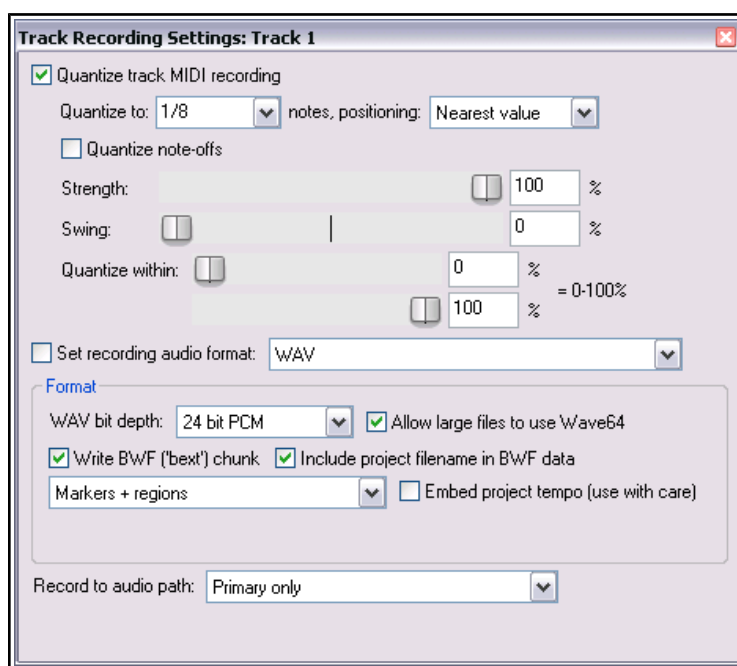 Track Recording Settings: Track 1
Quantize track MIDI recording
Quantize to: 1/8 notes, positioning: Nearest value
Quantize note-offs
Strength: 100 %
Swing: 0 %
Quantize within: 0 %
= 0-100%
100 %
Set recording audio format: WAV
Format
WAV bit depth: 24 bit PCM Allow large files to use Wave64
Write BWF ('bext') chunk Include project filename in BWF data
Markers + regions Embed project tempo (use with care)
Record to audio path: Primary only